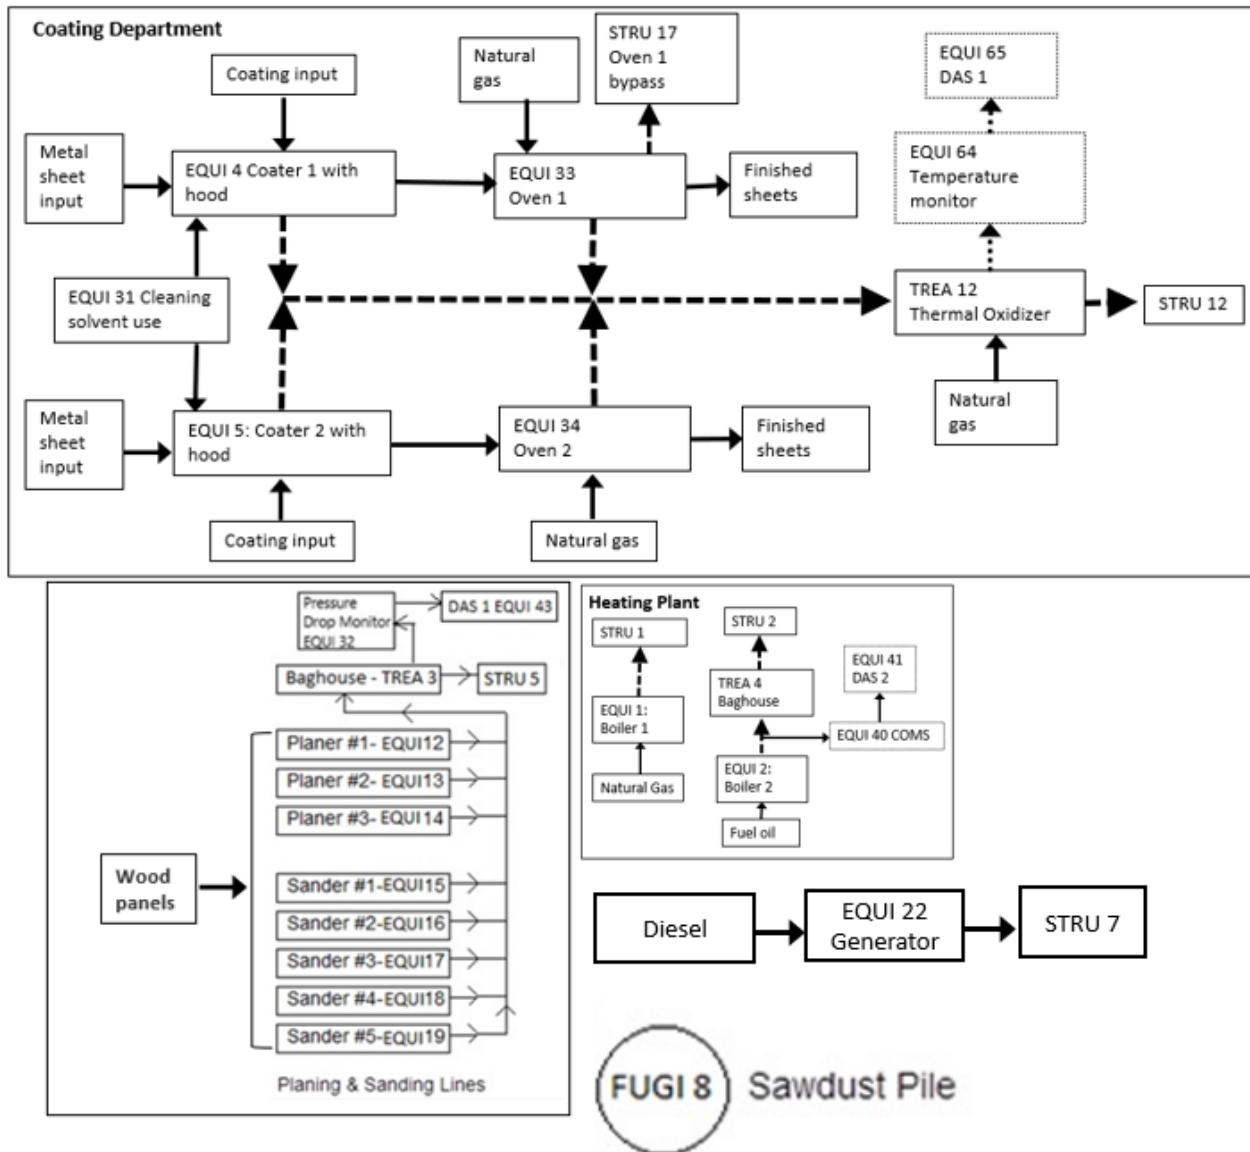 Coating Department
Coating input
Natural
gas
STRU 17
Oven 1
bypass
EQUI 65
DAS 1
Metal
sheet
input
EQUI 4 Coater 1 with
hood
EQUI 33
Oven 1
Finished
sheets
EQUI 64
Temperature
monitor
EQUI 31 Cleaning
solvent use
TREA 12
Thermal Oxidizer
STRU 12
Metal
sheet
input
EQUI 5: Coater 2 with
hood
EQUI 34
Oven 2
Finished
sheets
Natural
gas
Coating input
Natural gas
Pressure
Drop Monitor
EQUI 32
DAS 1 EQUI 43
Baghouse - TREA 3
STRU 5
Planer #1- EQUI12
Planer #2- EQUI13
Planer #3- EQUI14
Wood
panels
Sander #1-EQUI15
Sander #2-EQUI16
Sander #3-EQUI17
Sander #4-EQUI18
Sander #5-EQUI19
Planing & Sanding Lines
Heating Plant
STRU 1
STRU 2
EQUI 41
DAS 2
TREA 4
Baghouse
EQUI 1:
Boiler 1
EQUI 40 COMS
EQUI 2:
Boiler 2
Natural Gas
Fuel oil
Diesel
EQUI 22
Generator
STRU 7
FUGI 8
Sawdust Pile